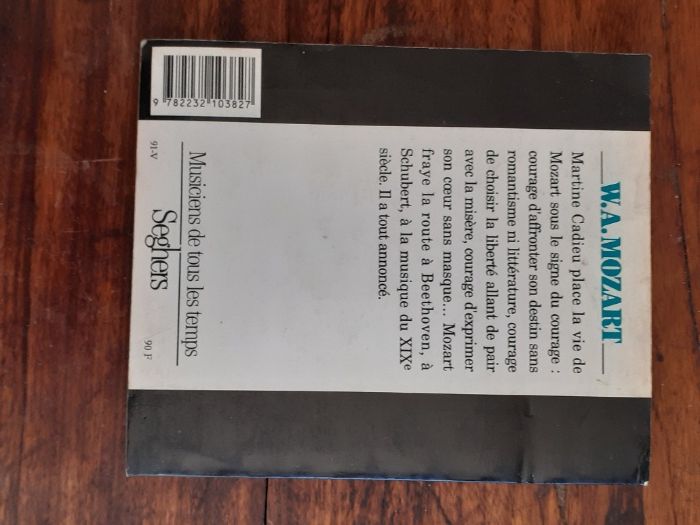 W.A. MOZART
Martine Cadieu place la vie de
Mozart sous le signe du courage :
courage d'affronter son destin sans
romantisme ni littérature, courage
de choisir la liberté allant de pair
avec la misère, courage d'exprimer
son cœur sans masque... Mozart
fraye la route à Beethoven, à
Schubert, à la musique du XIXe
siècle. Il a tout annoncé.
Musiciens de tous les temps
Seghers
91-V
90 F
9 782232 103827